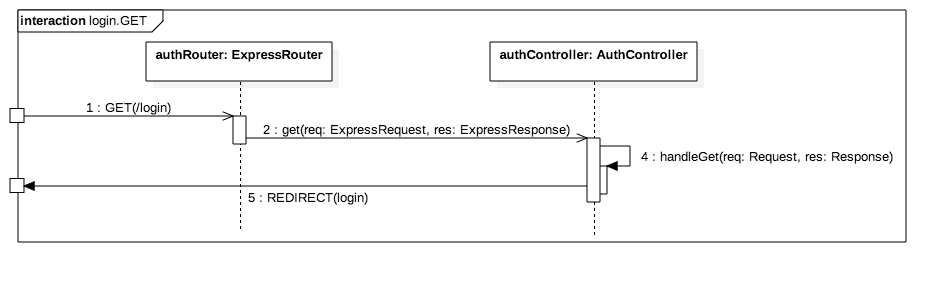 interaction login.GET
authRouter: ExpressRouter
authController: AuthController
1 : GET(/login)
2 : get(req: ExpressRequest, res: ExpressResponse)
4 : handleGet(req: Request, res: Response)
5 : REDIRECT(login)